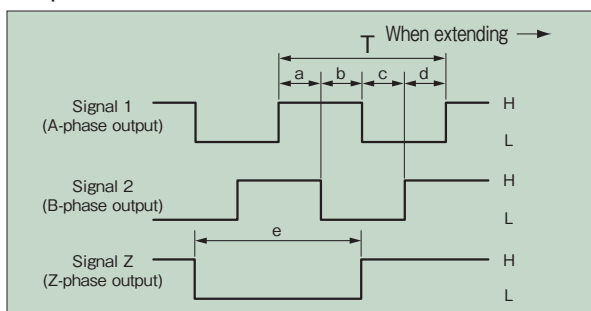 When extending
T
a b c d
Signal 1
(A-phase output)
H
L
Signal 2
(B-phase output)
H
L
e
Signal Z
(Z-phase output)
H
L